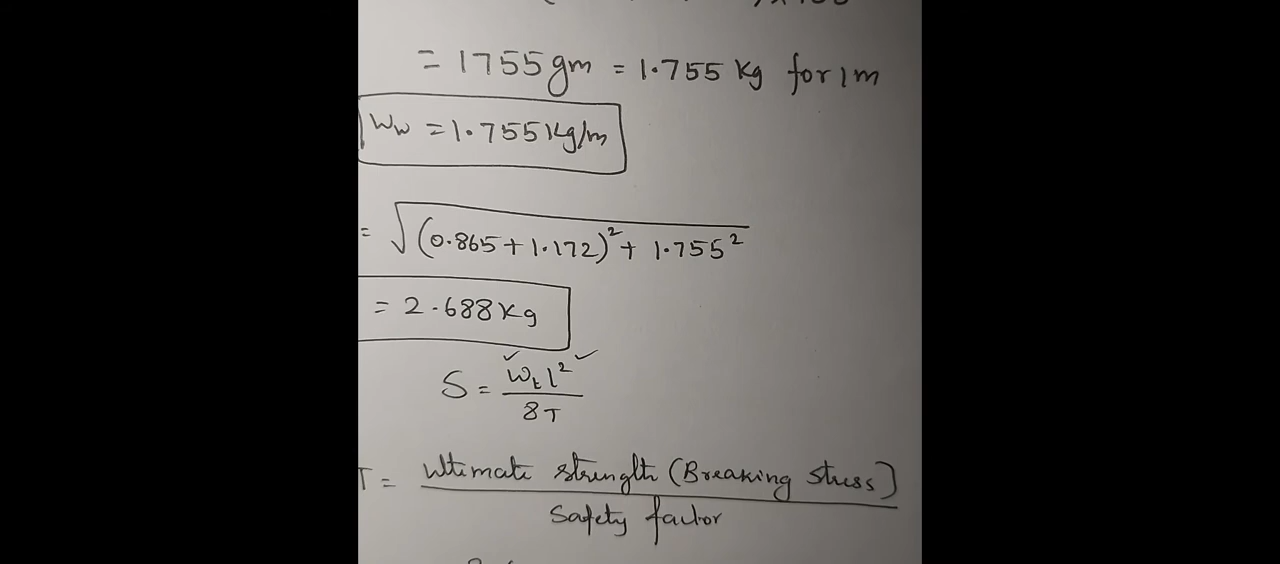 = 1755 gm = 1.755 Kg for 1 m
Ww = 1.755 Kg/m
= √(0.865 + 1.172)² + 1.755²
= 2.688 Kg
S = Wt l² / 8T
T = ultimate strength (Breaking stress) / Safety factor